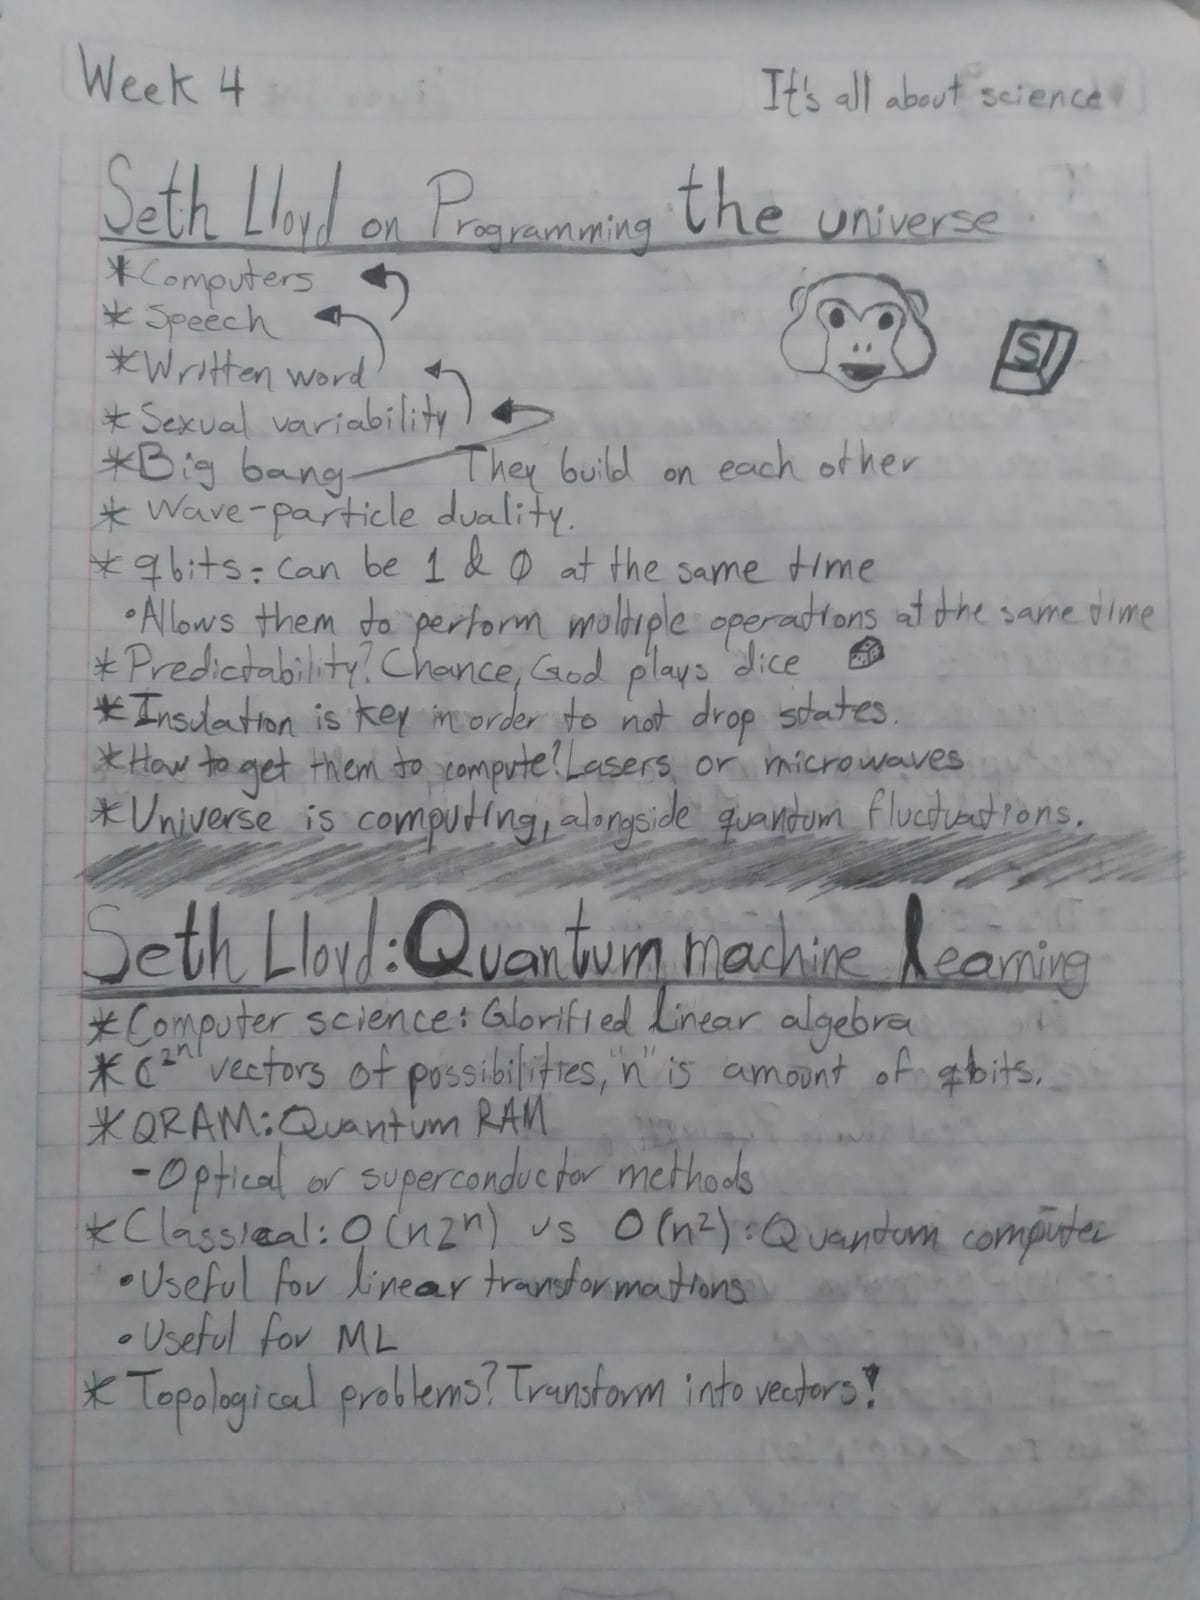 Week 4
It's all about science
Seth Lloyd on Programming the universe
* Computers
* Speech
* Written word
* Sexual variability
* Big bang They build on each other
* Wave-particle duality.
* qbits: can be 1 & 0 at the same time
• Allows them to perform multiple operations at the same time
* Predictability? Chance, God plays dice
* Insulation is key in order to not drop states.
* How to get them to compute? Lasers or microwaves
* Universe is computing, alongside quantum fluctuations.
S
Seth Lloyd: Quantum machine learning
* Computer science: Glorified linear algebra
* C²ⁿ vectors of possibilities, "n" is amount of qbits.
* QRAM: Quantum RAM
- Optical or superconductor methods
* Classical: O(n2ⁿ) vs O(n²): Quantum computer
• Useful for linear transformations
• Useful for ML
* Topological problems? Transform into vectors!